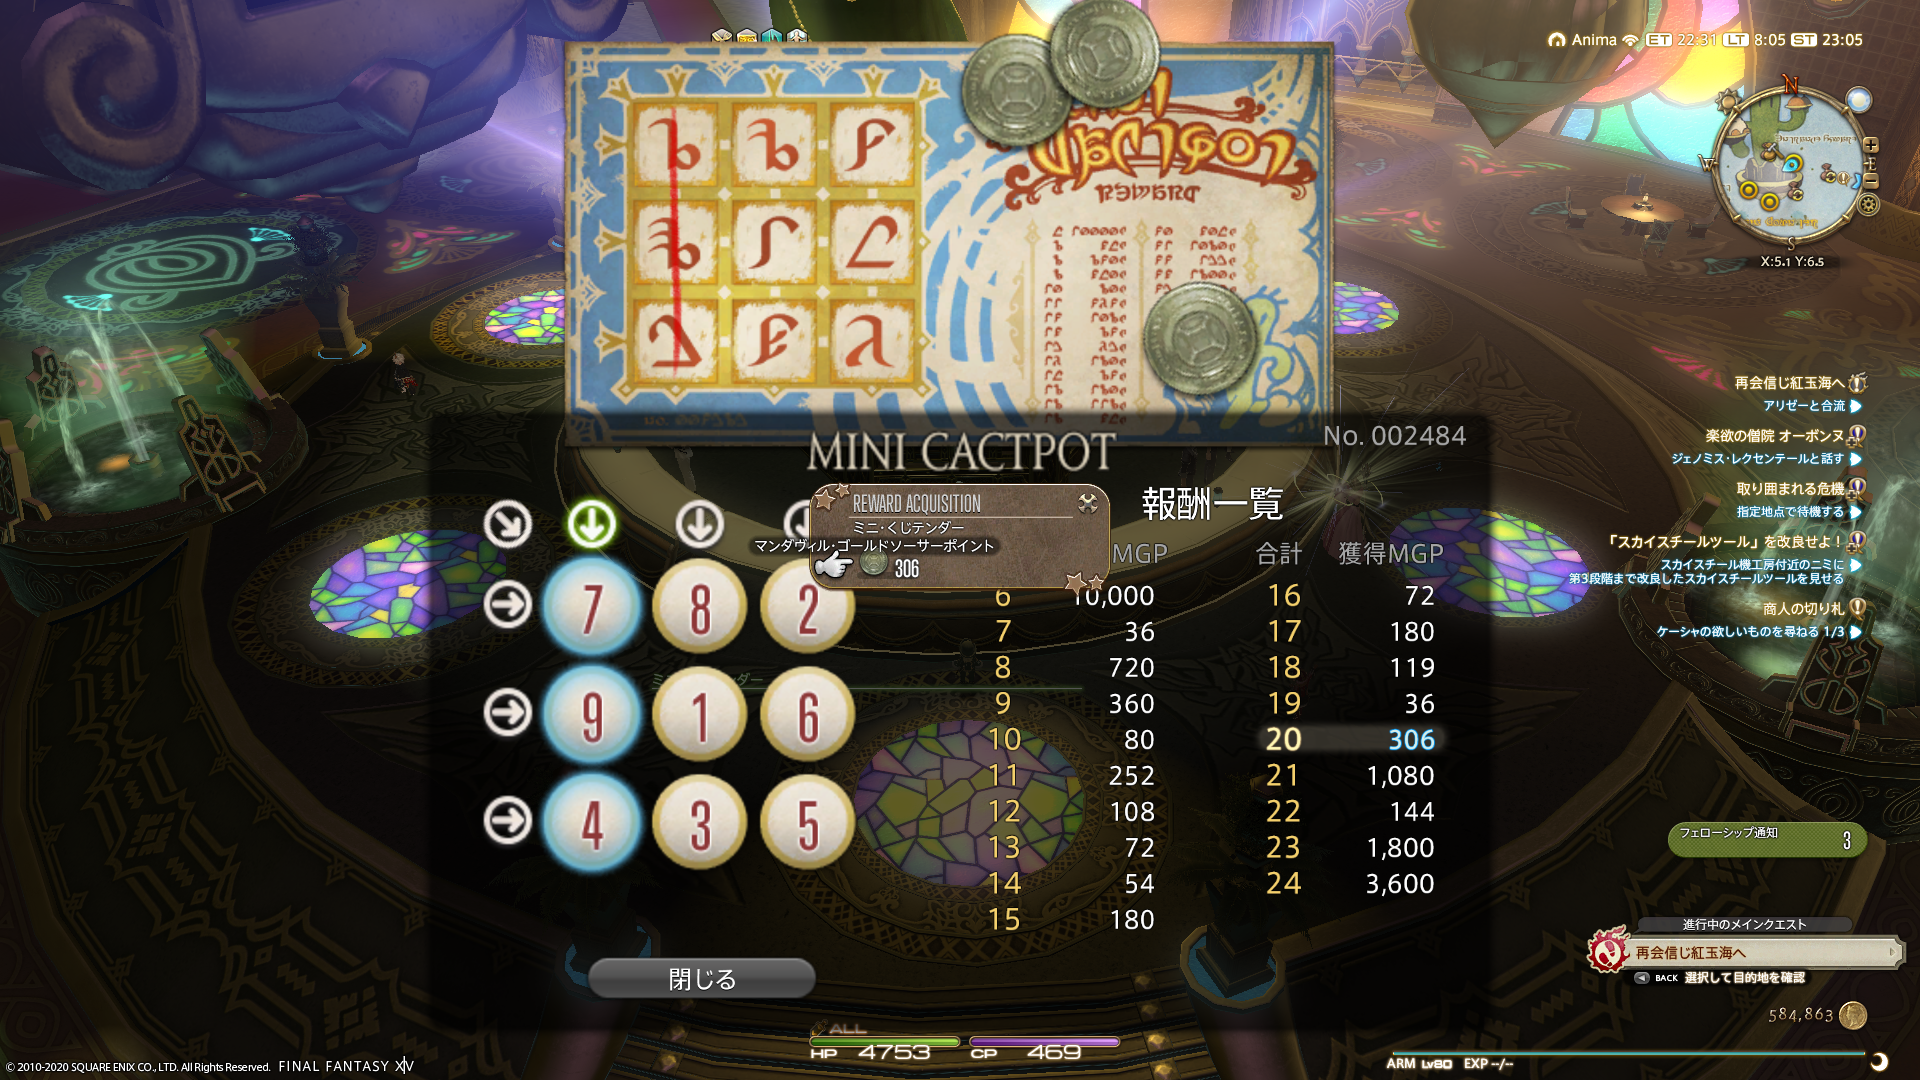 Anima ET 22:31 LT 8:05 ST 23:05
N
W
E
S
X:5.1 Y:6.5
No. 002484
MINI CACTPOT
REWARD ACQUISITION
ミニ・くじテンダー
マンダヴィル・ゴールドソーサーポイント
306
報酬一覧
MGP 合計 獲得MGP
7 8 2
9 1 6
4 3 5
6 10,000 16 72
7 36 17 180
8 720 18 119
9 360 19 36
10 80 20 306
11 252 21 1,080
12 108 22 144
13 72 23 1,800
14 54 24 3,600
15 180
閉じる
再会信じ紅玉海へ
アリゼーと合流
楽欲の僧院 オーボンヌ
ジェノミス・レクセンテールと話す
取り囲まれる危機
指定地点で待機する
「スカイスチールツール」を改良せよ！
スカイスチール機工房付近のニミに
第3段階まで改良したスカイスチールツールを見せる
商人の切り札
ケーシャの欲しいものを尋ねる 1/3
フェローシップ通知 3
進行中のメインクエスト
再会信じ紅玉海へ
BACK 選択して目的地を確認
584,863
ALL
HP 4753 CP 469
ARM Lv80 EXP --/--
© 2010-2020 SQUARE ENIX CO., LTD. All Rights Reserved. FINAL FANTASY XIV